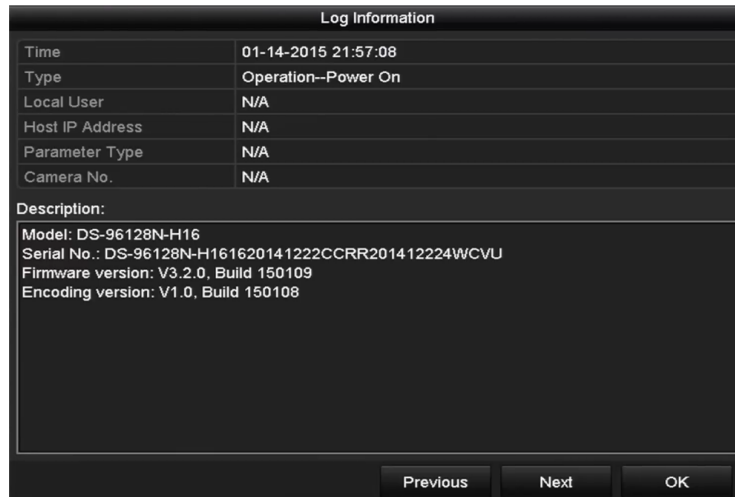 Log Information
Time 01-14-2015 21:57:08
Type Operation--Power On
Local User N/A
Host IP Address N/A
Parameter Type N/A
Camera No. N/A
Description:
Model: DS-96128N-H16
Serial No.: DS-96128N-H161620141222CCRR201412224WCVU
Firmware version: V3.2.0, Build 150109
Encoding version: V1.0, Build 150108
Previous Next OK